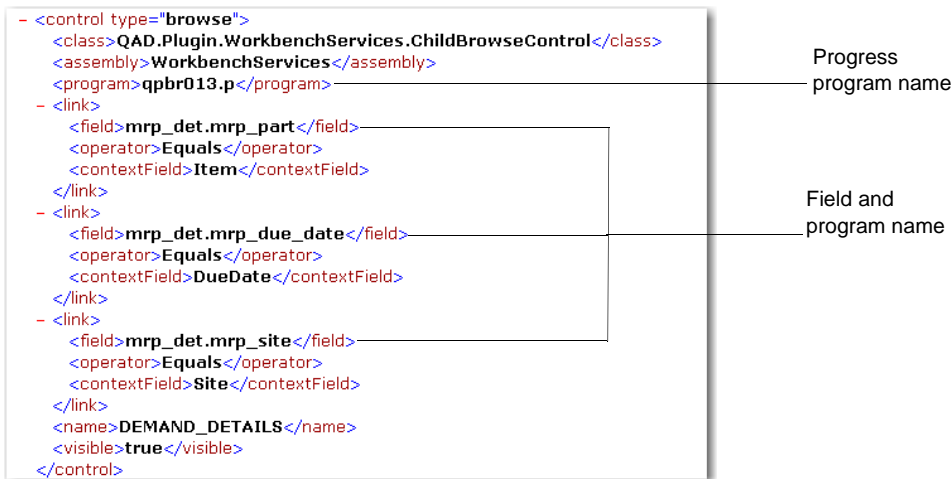 - <control type="browse">
<class>QAD.Plugin.WorkbenchServices.ChildBrowseControl</class>
<assembly>WorkbenchServices</assembly>
<program>qpbr013.p</program>
- <link>
<field>mrp_det.mrp_part</field>
<operator>Equals</operator>
<contextField>Item</contextField>
</link>
- <link>
<field>mrp_det.mrp_due_date</field>
<operator>Equals</operator>
<contextField>DueDate</contextField>
</link>
- <link>
<field>mrp_det.mrp_site</field>
<operator>Equals</operator>
<contextField>Site</contextField>
</link>
<name>DEMAND_DETAILS</name>
<visible>true</visible>
</control>
Progress
program name
Field and
program name